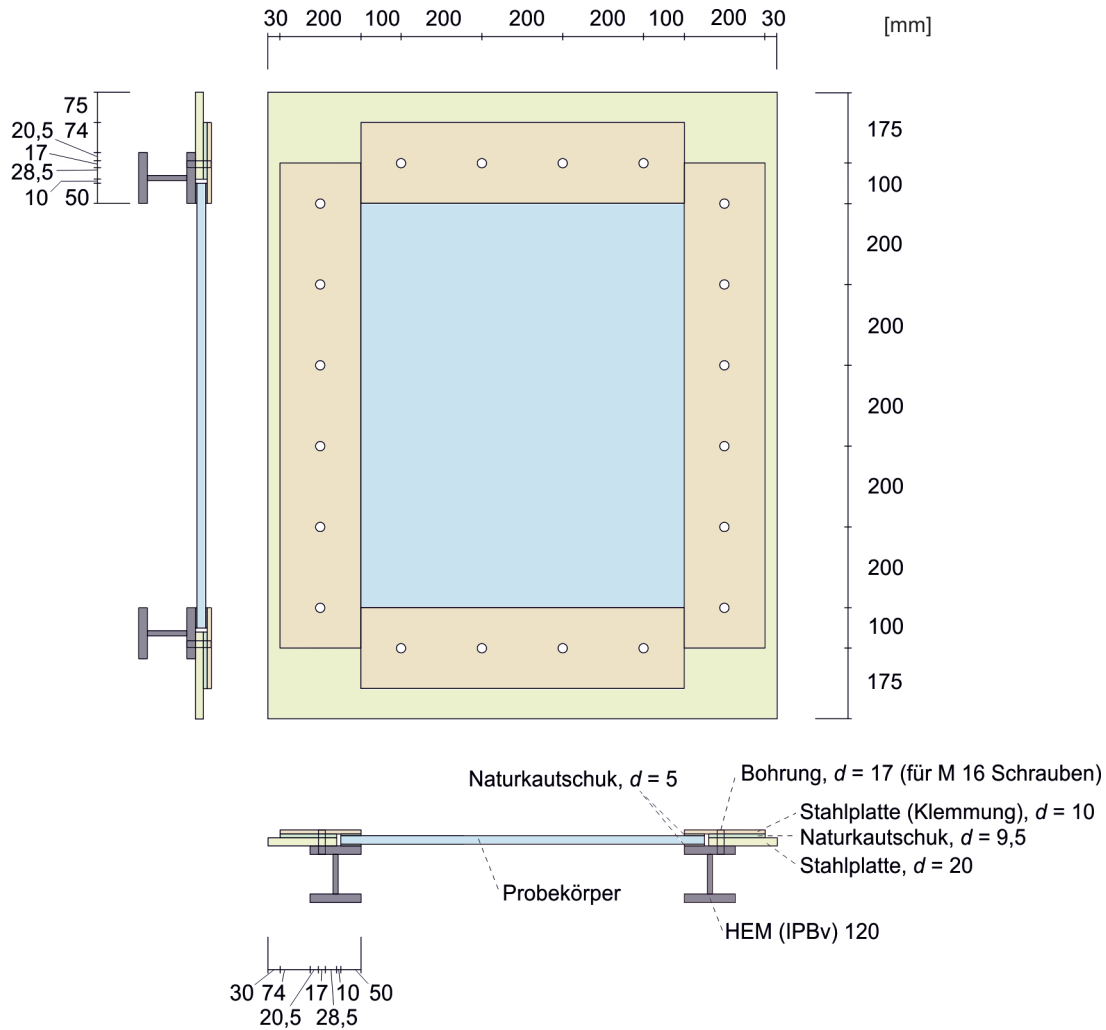 30 200 100 200 200 200 100 200 30 [mm]
75
20,5 74
17
28,5
10 50
175
100
200
200
200
200
200
100
175
Naturkautschuk, d = 5
Bohrung, d = 17 (für M 16 Schrauben)
Stahlplatte (Klemmung), d = 10
Naturkautschuk, d = 9,5
Stahlplatte, d = 20
Probekörper
HEM (IPBv) 120
30 74 17 10 50
20,5 28,5